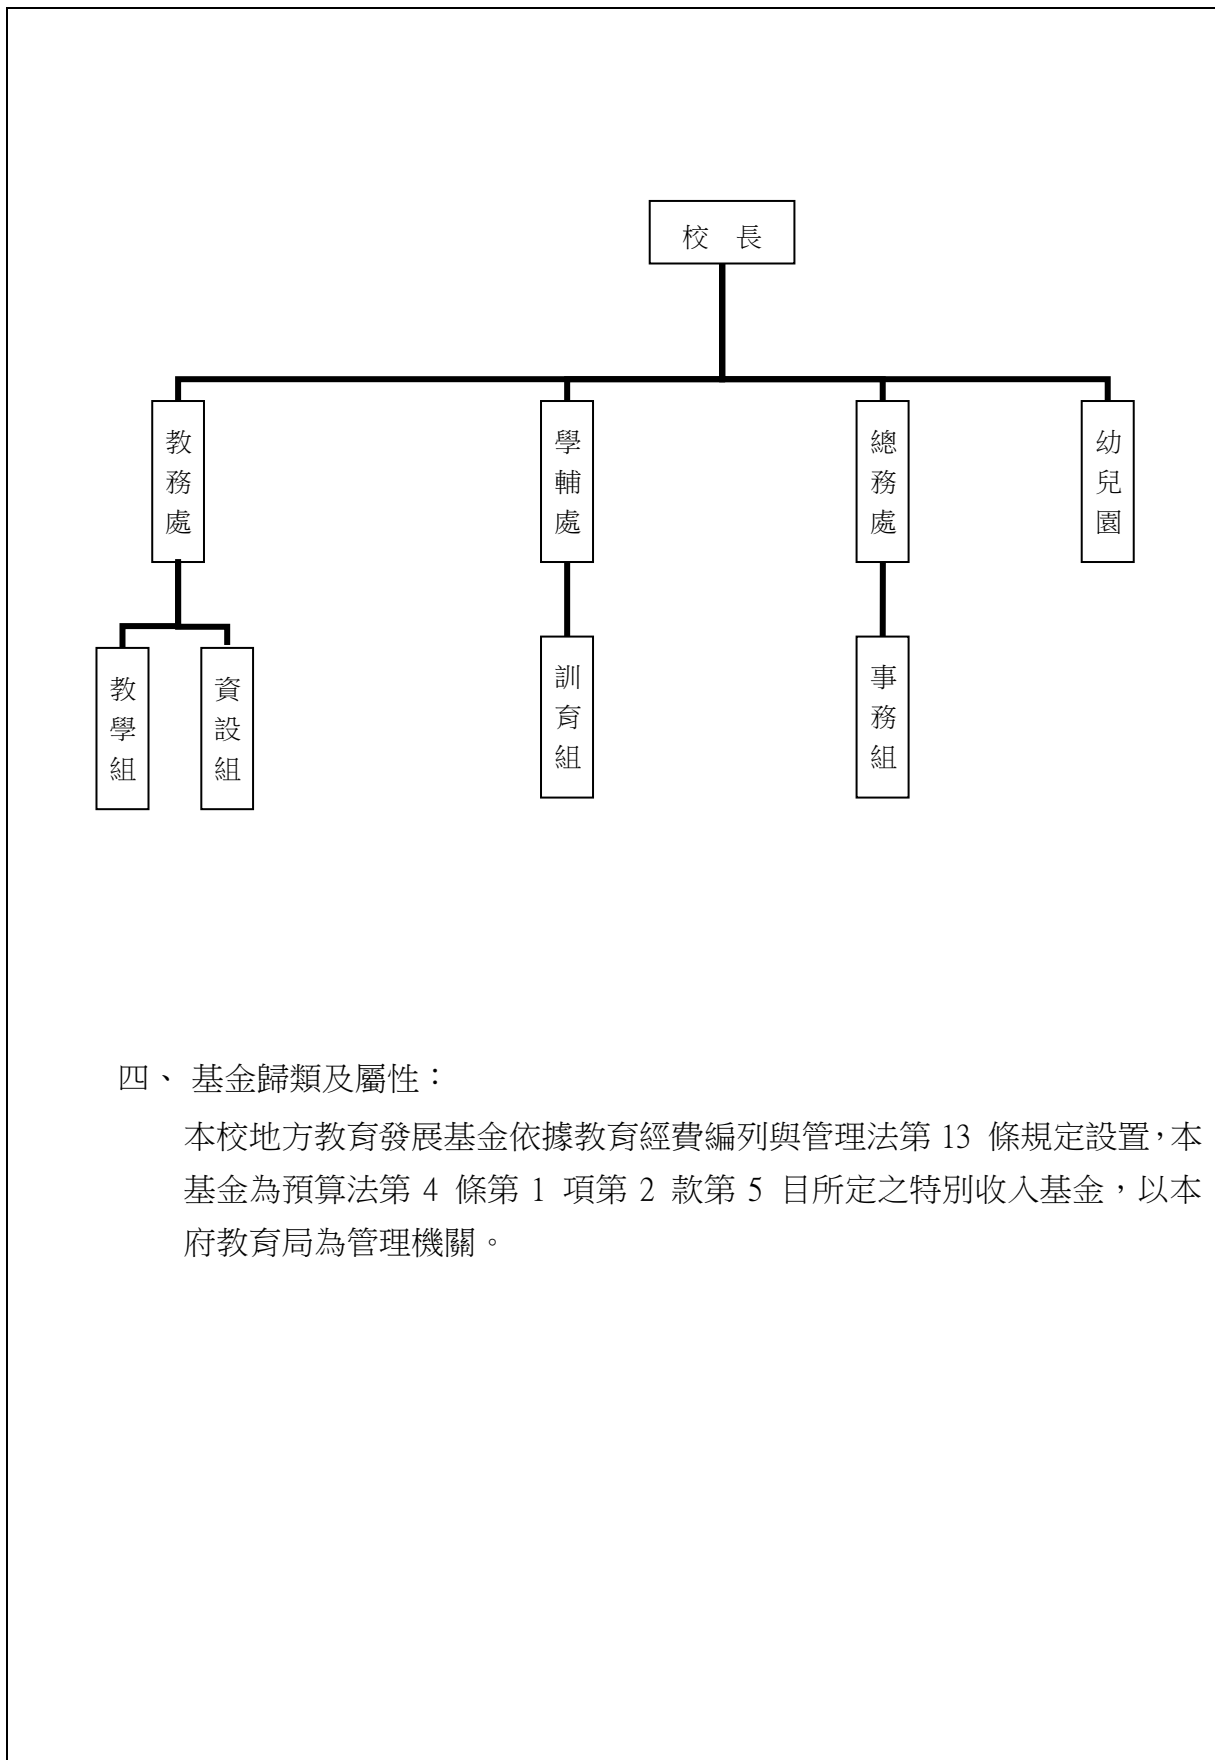 校 長
教務處
學輔處
總務處
幼兒園
教學組
資設組
訓育組
事務組
四、 基金歸類及屬性：
本校地方教育發展基金依據教育經費編列與管理法第 13 條規定設置，本
基金為預算法第 4 條第 1 項第 2 款第 5 目所定之特別收入基金，以本
府教育局為管理機關。